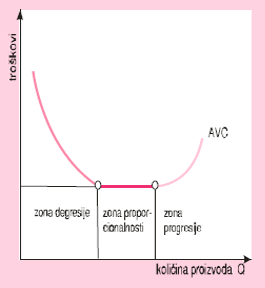 troškovi
AVC
zona degresije
zona propor-
cionalnosti
zona
progresije
količina proizvoda Q